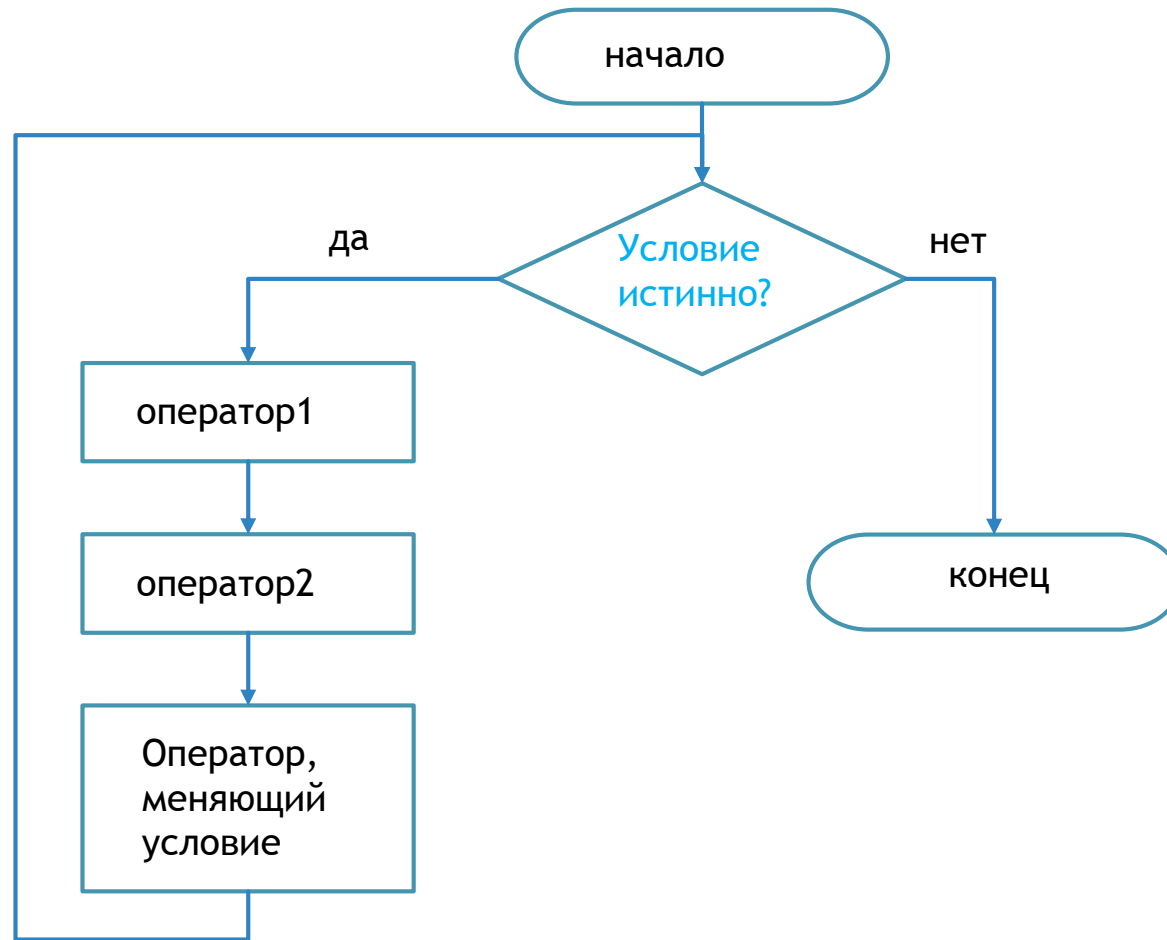 начало
да
Условие
истинно?
нет
оператор1
оператор2
конец
Оператор,
меняющий
условие